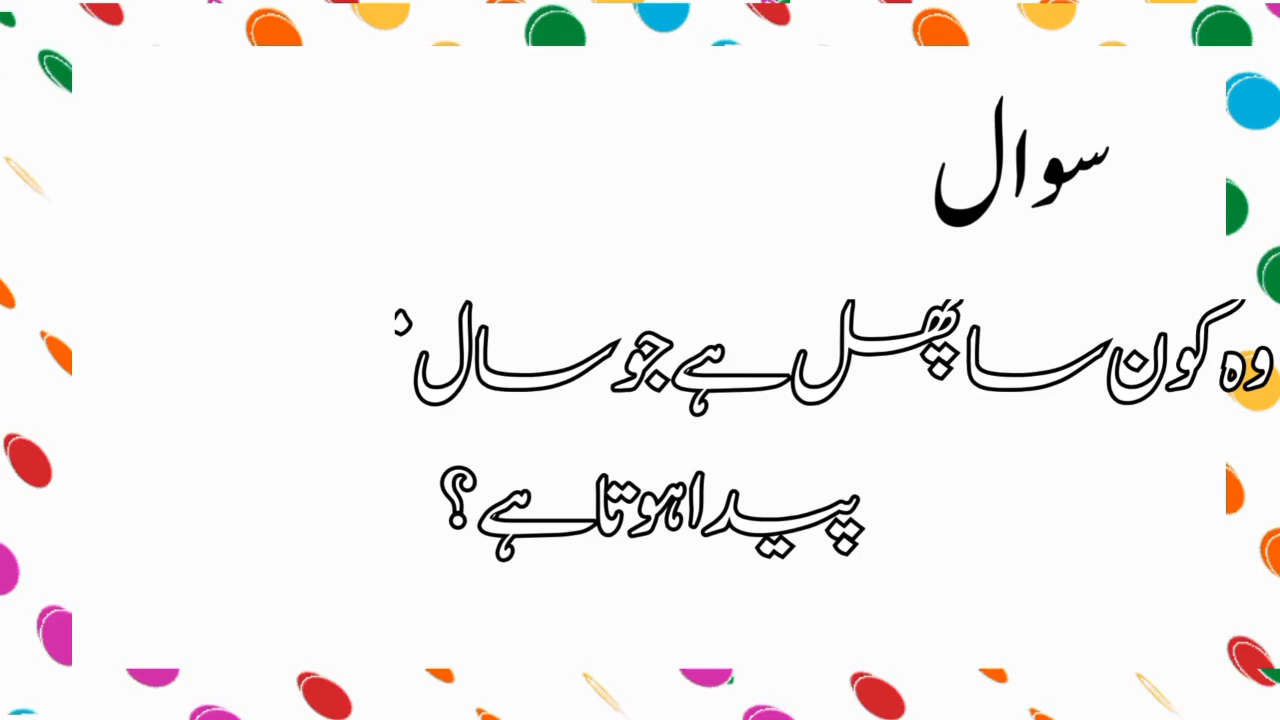 سوال
وہ کون سا پھل ہے جو سال
پیدا ہوتا ہے؟